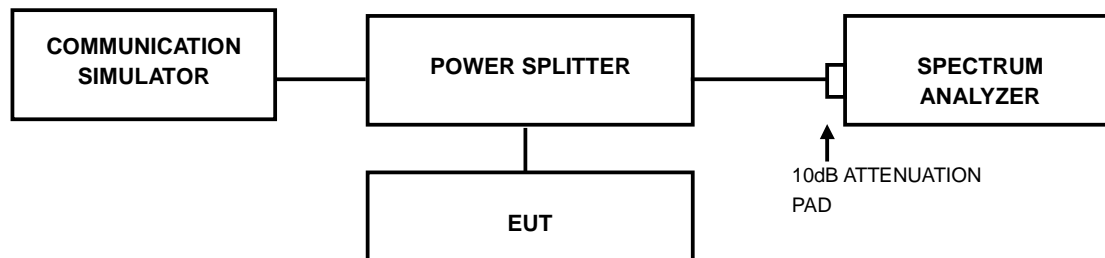 COMMUNICATION
SIMULATOR
POWER SPLITTER
SPECTRUM
ANALYZER
10dB ATTENUATION
PAD
EUT